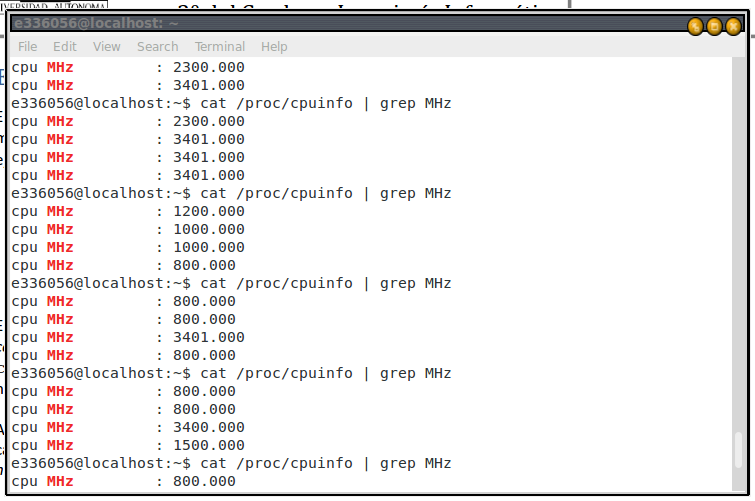 UNIVERSIDAD AUTONOMA
e336056@localhost: ~
File Edit View Search Terminal Help
cpu MHz : 2300.000
cpu MHz : 3401.000
e336056@localhost:~$ cat /proc/cpuinfo | grep MHz
cpu MHz : 2300.000
cpu MHz : 3401.000
cpu MHz : 3401.000
cpu MHz : 3401.000
e336056@localhost:~$ cat /proc/cpuinfo | grep MHz
cpu MHz : 1200.000
cpu MHz : 1000.000
cpu MHz : 1000.000
cpu MHz : 800.000
e336056@localhost:~$ cat /proc/cpuinfo | grep MHz
cpu MHz : 800.000
cpu MHz : 800.000
cpu MHz : 3401.000
cpu MHz : 800.000
e336056@localhost:~$ cat /proc/cpuinfo | grep MHz
cpu MHz : 800.000
cpu MHz : 800.000
cpu MHz : 3400.000
cpu MHz : 1500.000
e336056@localhost:~$ cat /proc/cpuinfo | grep MHz
cpu MHz : 800.000